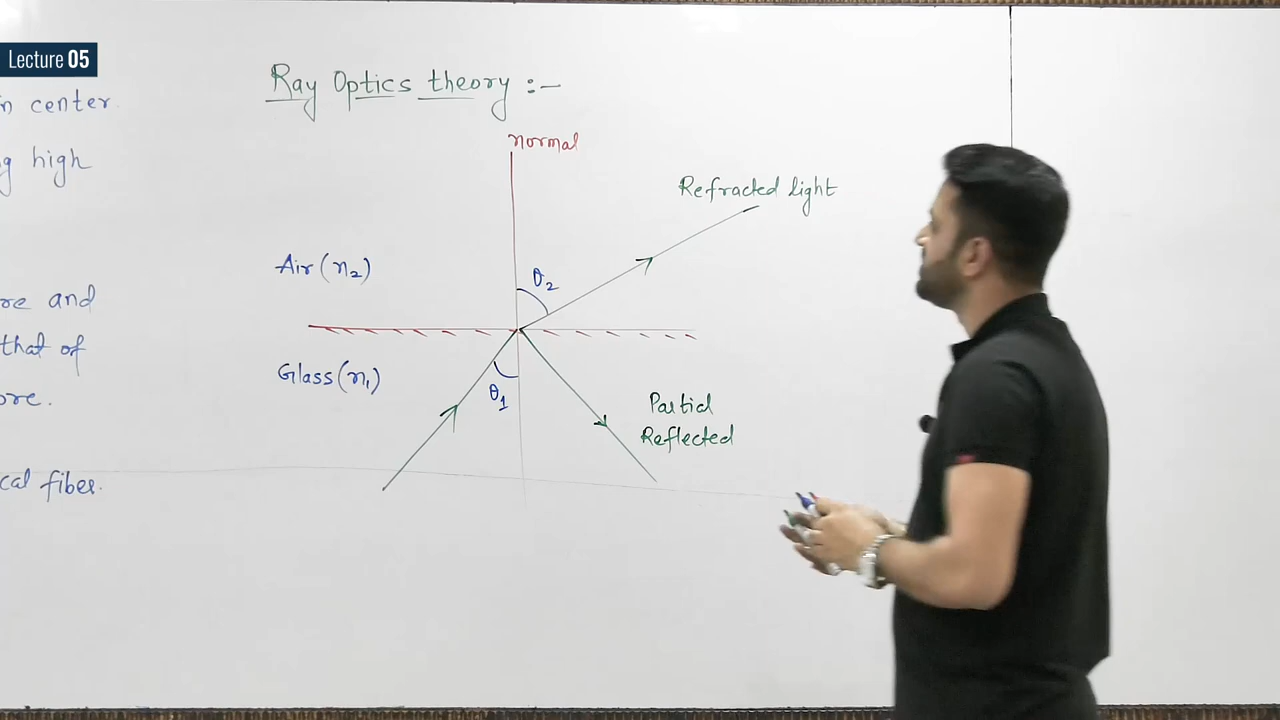 Lecture 05
n center
g high
re and
that of
ore.
cal fiber.
Ray Optics theory :-
normal
Refracted light
Air (n₂)
θ₂
Glass (n₁)
θ₁
Partial
Reflected